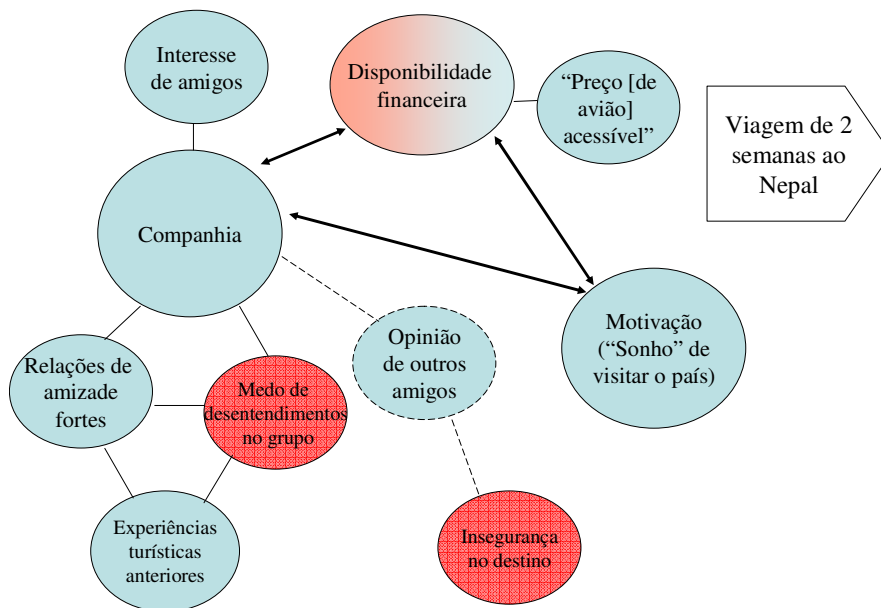 Interesse
de amigos
Disponibilidade
financeira
“Preço [de
avião]
acessível”
Viagem de 2
semanas ao
Nepal
Companhia
Motivação
(“Sonho” de
visitar o país)
Opinião
de outros
amigos
Relações de
amizade
fortes
Medo de
desentendimentos
no grupo
Experiências
turísticas
anteriores
Insegurança
no destino